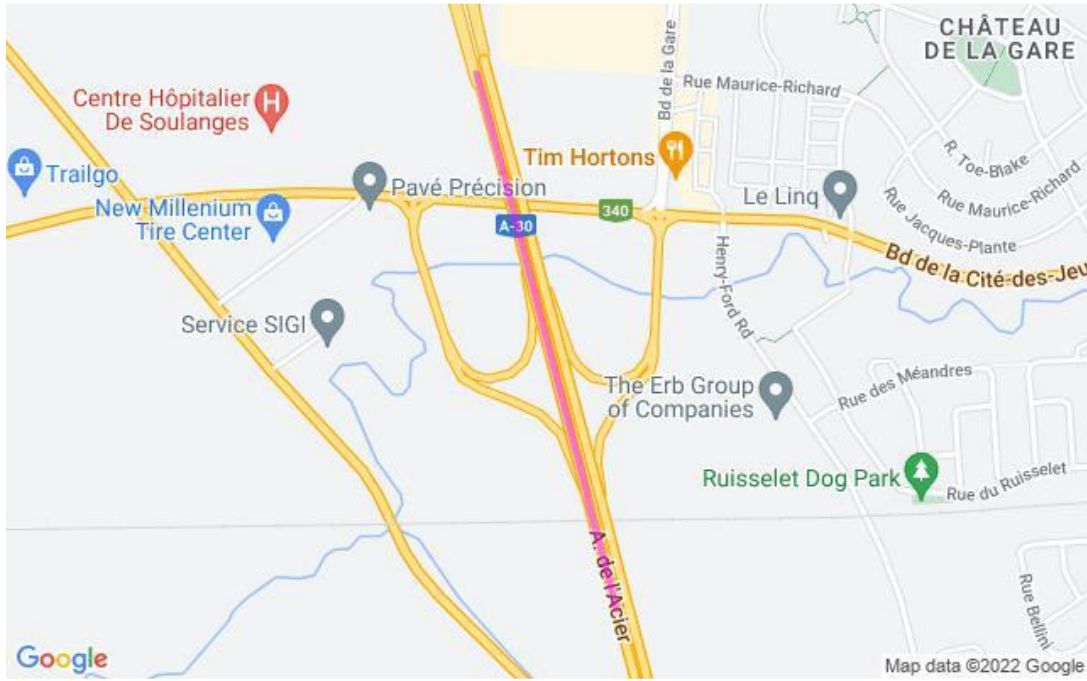 CHÂTEAU
DE LA GARE
Bd de la Gare
Rue Maurice-Richard
Centre Hôpitalier
De Soulanges
H
Tim Hortons
R. Toe-Blake
Trailgo
Pavé Précision
Le Linq
Rue Maurice-Richard
New Millenium
Tire Center
A-30
340
Rue Jacques-Plante
Henry-Ford Rd
Bd de la Cité-des-Jeu
Service SIGI
The Erb Group
of Companies
Rue des Méandres
Ruisselet Dog Park
Rue du Ruisselet
A. de l'Acier
Rue Bellini
Google
Map data ©2022 Google